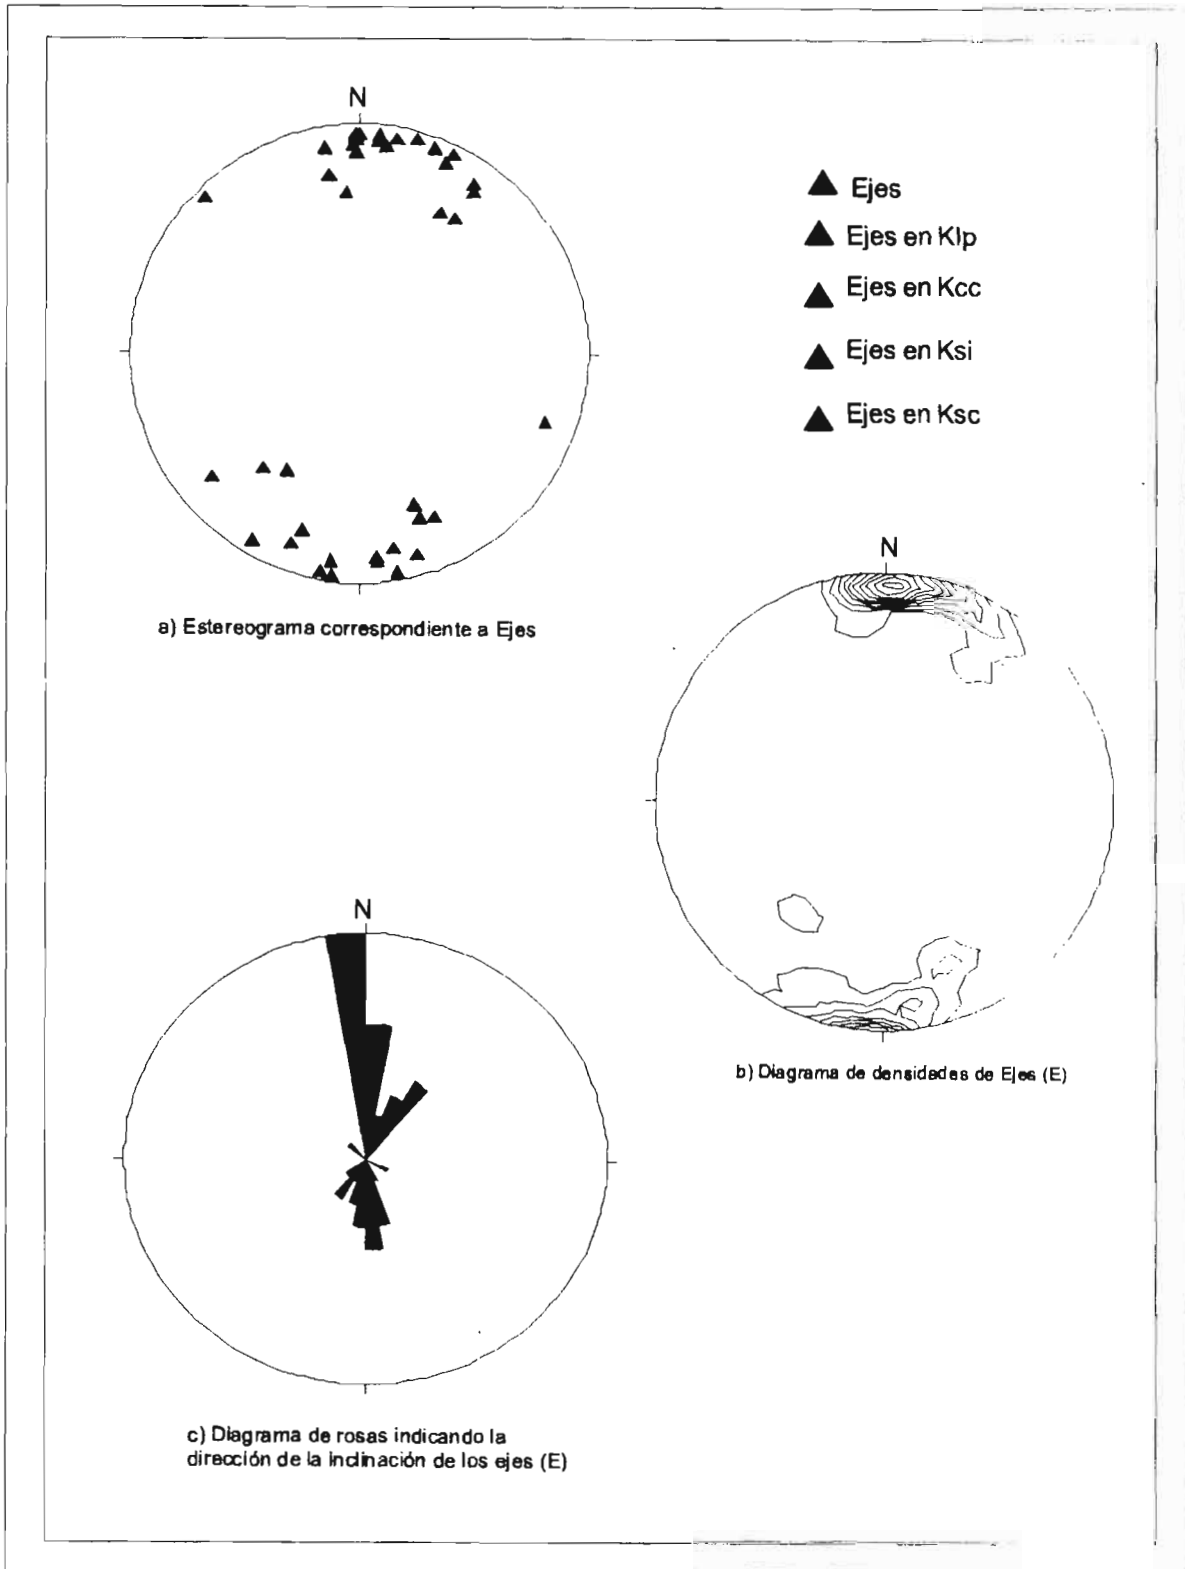 N
Ejes
Ejes en Klp
Ejes en Kcc
Ejes en Ksi
Ejes en Ksc
a) Estereograma correspondiente a Ejes
N
b) Diagrama de densidades de Ejes (E)
N
c) Diagrama de rosas indicando la
dirección de la inclinación de los ejes (E)